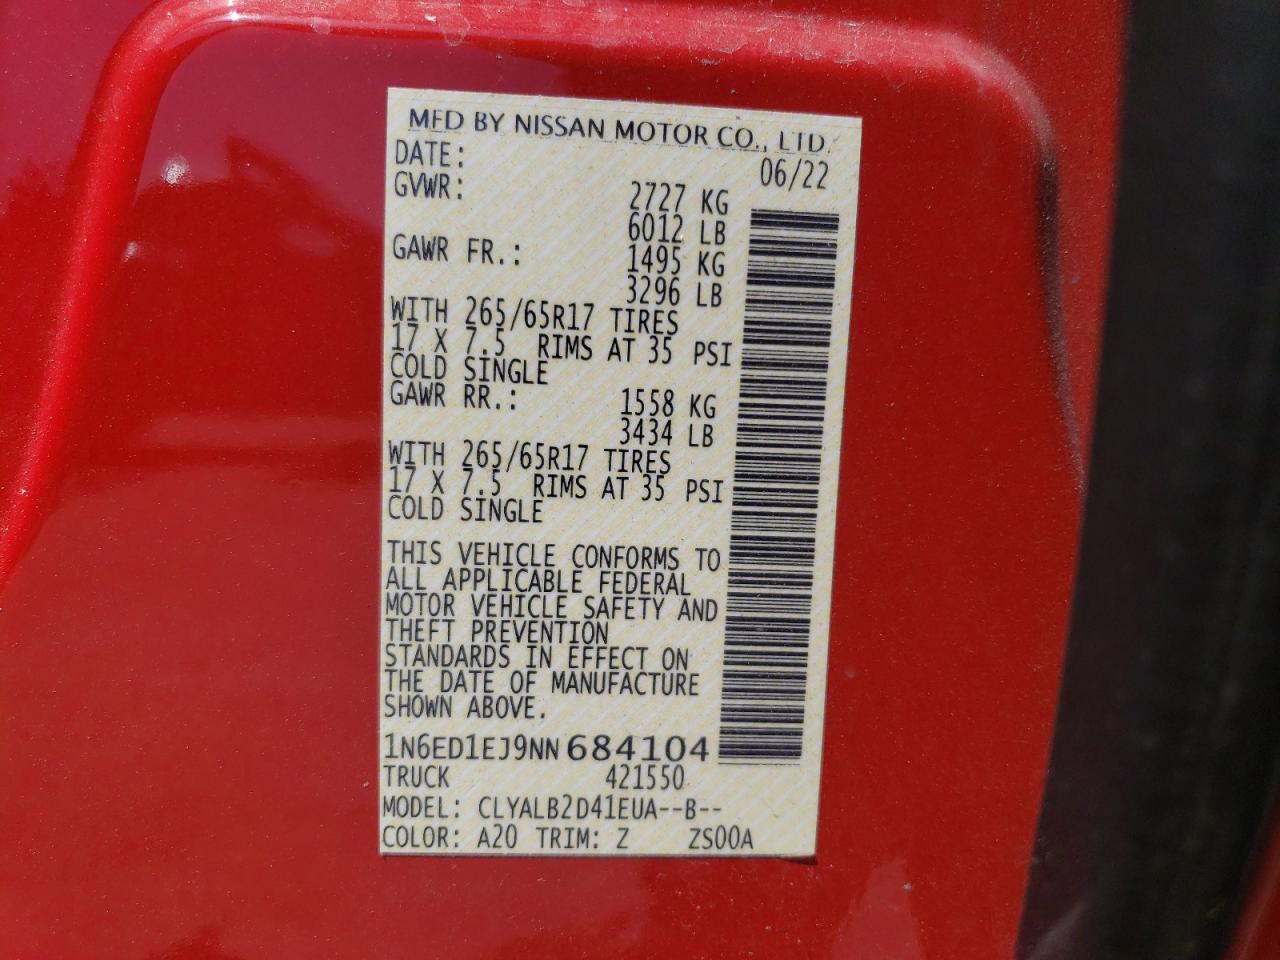 MFD BY NISSAN MOTOR CO., LTD.
DATE: 06/22
GVWR: 2727 KG
6012 LB
GAWR FR.: 1495 KG
3296 LB
WITH 265/65R17 TIRES
17 X 7.5 RIMS AT 35 PSI
COLD SINGLE
GAWR RR.: 1558 KG
3434 LB
WITH 265/65R17 TIRES
17 X 7.5 RIMS AT 35 PSI
COLD SINGLE
THIS VEHICLE CONFORMS TO
ALL APPLICABLE FEDERAL
MOTOR VEHICLE SAFETY AND
THEFT PREVENTION
STANDARDS IN EFFECT ON
THE DATE OF MANUFACTURE
SHOWN ABOVE.
1N6ED1EJ9NN684104
TRUCK 421550
MODEL: CLYALB2D41EUA--B--
COLOR: A20 TRIM: Z ZS00A